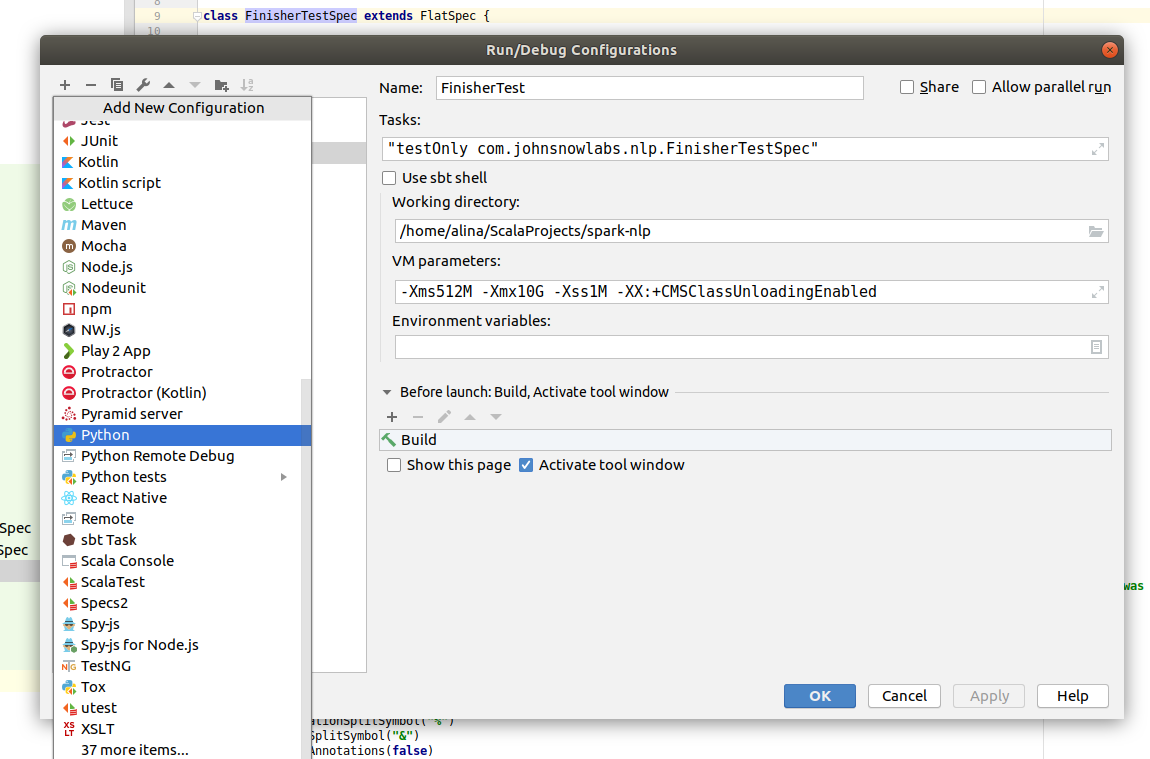 8
9 class FinisherTestSpec extends FlatSpec {
10
Run/Debug Configurations
Add New Configuration
Jest
JUnit
Kotlin
Kotlin script
Lettuce
Maven
Mocha
Node.js
Nodeunit
npm
NW.js
Play 2 App
Protractor
Protractor (Kotlin)
Pyramid server
Python
Python Remote Debug
Python tests
React Native
Remote
sbt Task
Scala Console
ScalaTest
Specs2
Spy-js
Spy-js for Node.js
TestNG
Tox
utest
XSLT
37 more items...
Name: FinisherTest
Share
Allow parallel run
Tasks:
"testOnly com.johnsnowlabs.nlp.FinisherTestSpec"
Use sbt shell
Working directory:
/home/alina/ScalaProjects/spark-nlp
VM parameters:
-Xms512M -Xmx10G -Xss1M -XX:+CMSClassUnloadingEnabled
Environment variables:
Before launch: Build, Activate tool window
Build
Show this page
Activate tool window
OK
Cancel
Apply
Help
Spec
Spec
was
ationSplitSymbol("%")
SplitSymbol("&")
Annotations(false)